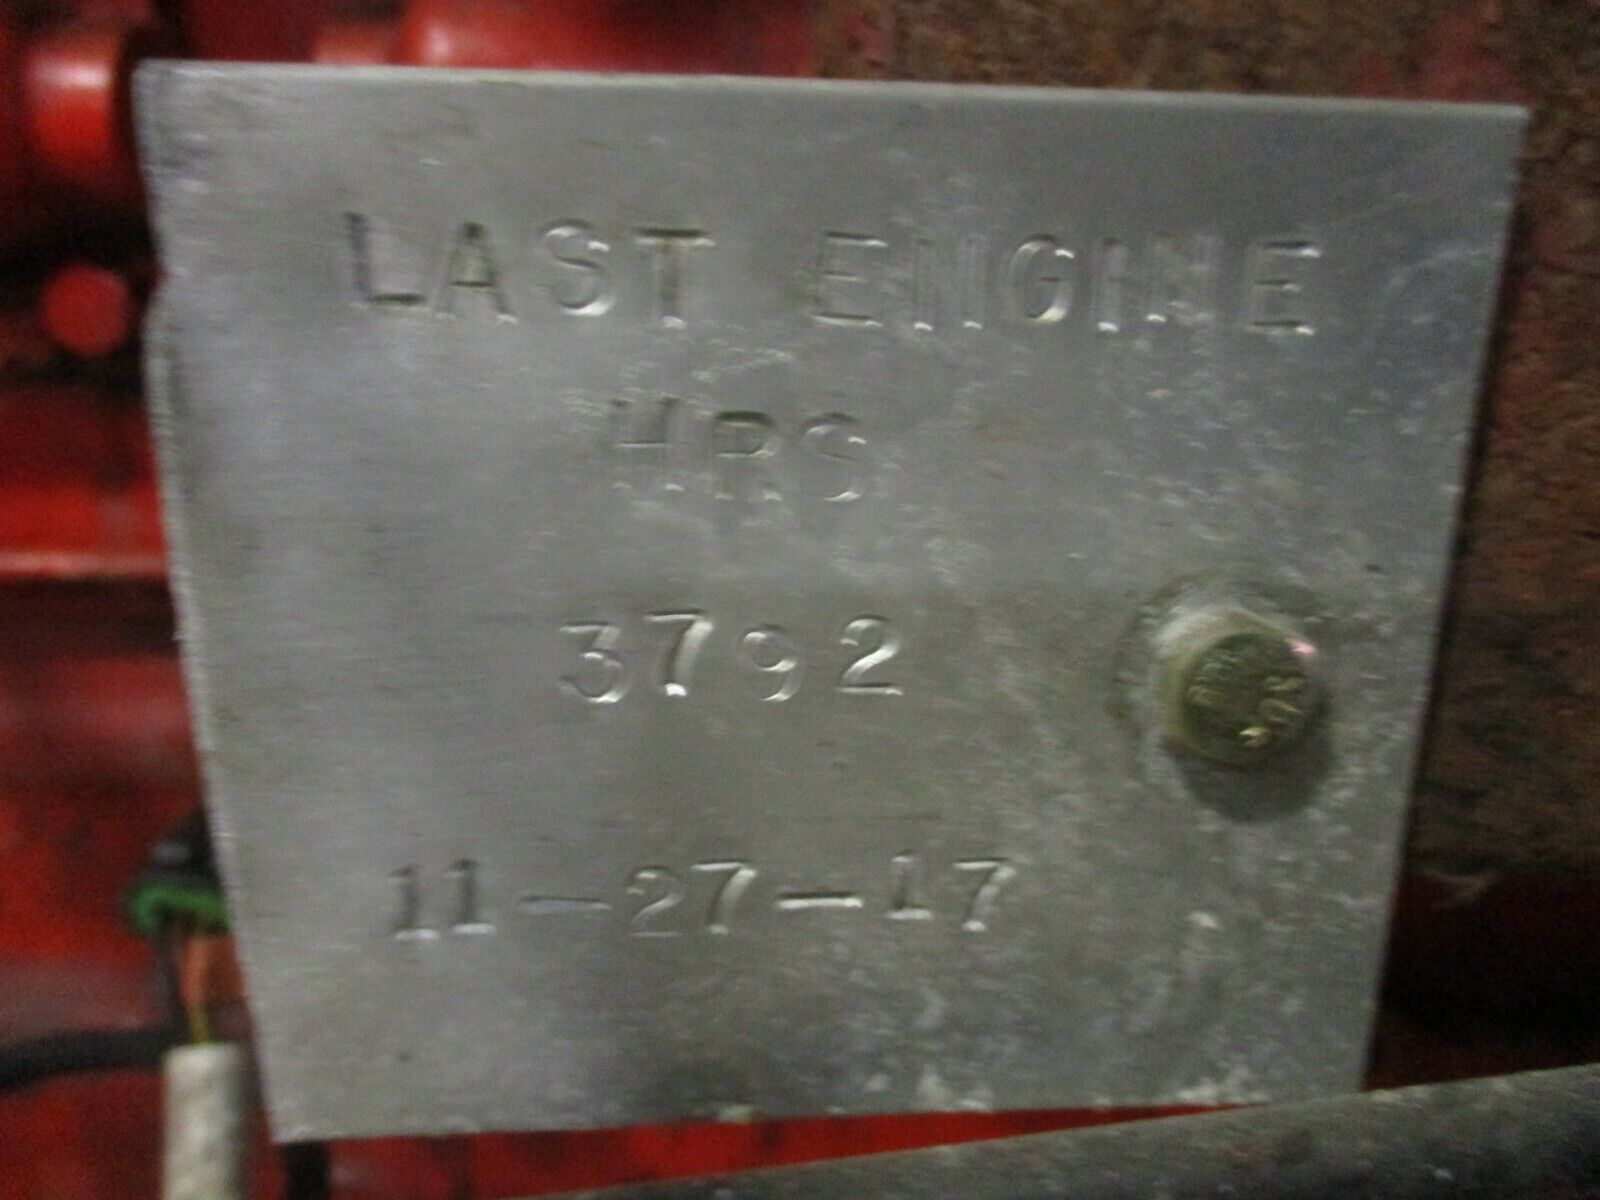 LAST ENGINE
HRS
3792
11-27-17